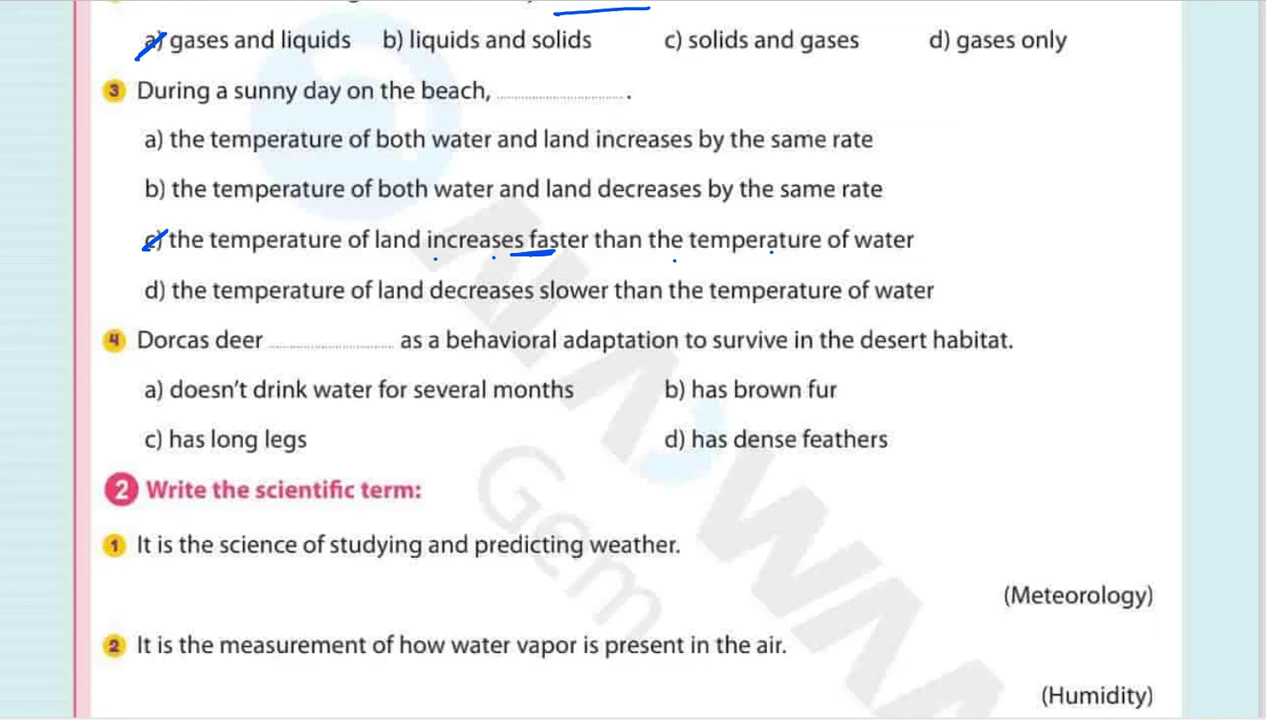 a) gases and liquids b) liquids and solids c) solids and gases d) gases only
3 During a sunny day on the beach, ........................ .
a) the temperature of both water and land increases by the same rate
b) the temperature of both water and land decreases by the same rate
c) the temperature of land increases faster than the temperature of water
d) the temperature of land decreases slower than the temperature of water
4 Dorcas deer ........................ as a behavioral adaptation to survive in the desert habitat.
a) doesn't drink water for several months b) has brown fur
c) has long legs d) has dense feathers
2 Write the scientific term:
1 It is the science of studying and predicting weather.
(Meteorology)
2 It is the measurement of how water vapor is present in the air.
(Humidity)
Gem